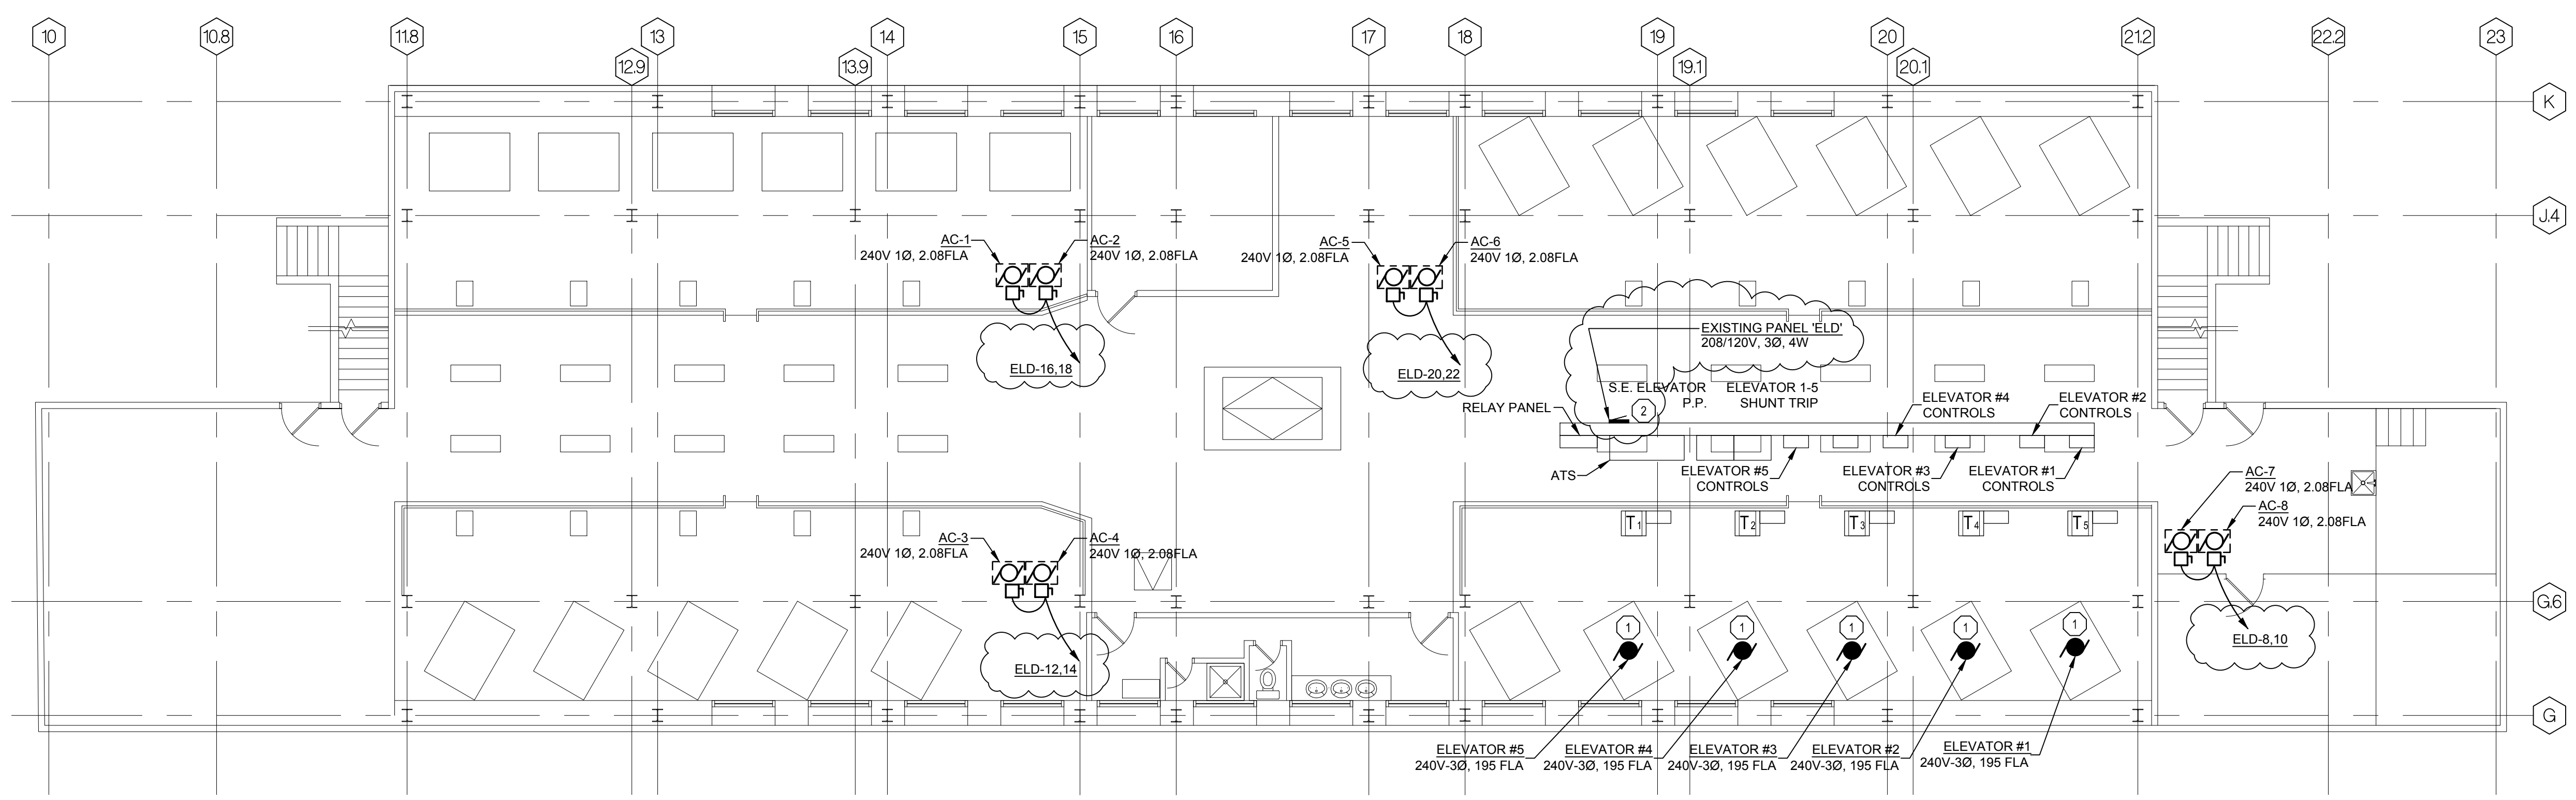 10
10.8
11.8
13
14
15
16
17
18
19
20
21.2
22.2
23
12.9
13.9
19.1
20.1
K
J.4
AC-1
240V 1Ø, 2.08FLA
AC-2
240V 1Ø, 2.08FLA
AC-5
240V 1Ø, 2.08FLA
AC-6
240V 1Ø, 2.08FLA
EXISTING PANEL 'ELD'
208/120V, 3Ø, 4W
ELD-16,18
ELD-20,22
S.E. ELEVATOR
P.P.
ELEVATOR 1-5
SHUNT TRIP
RELAY PANEL
2
ELEVATOR #4
CONTROLS
ELEVATOR #2
CONTROLS
ATS
ELEVATOR #5
CONTROLS
ELEVATOR #3
CONTROLS
ELEVATOR #1
CONTROLS
AC-7
240V 1Ø, 2.08FLA
AC-8
240V 1Ø, 2.08FLA
T1
T2
T3
T4
T5
AC-3
240V 1Ø, 2.08FLA
AC-4
240V 1Ø, 2.08FLA
G.6
1
1
1
1
1
ELD-8,10
ELD-12,14
G
ELEVATOR #5
240V-3Ø, 195 FLA
ELEVATOR #4
240V-3Ø, 195 FLA
ELEVATOR #3
240V-3Ø, 195 FLA
ELEVATOR #2
240V-3Ø, 195 FLA
ELEVATOR #1
240V-3Ø, 195 FLA